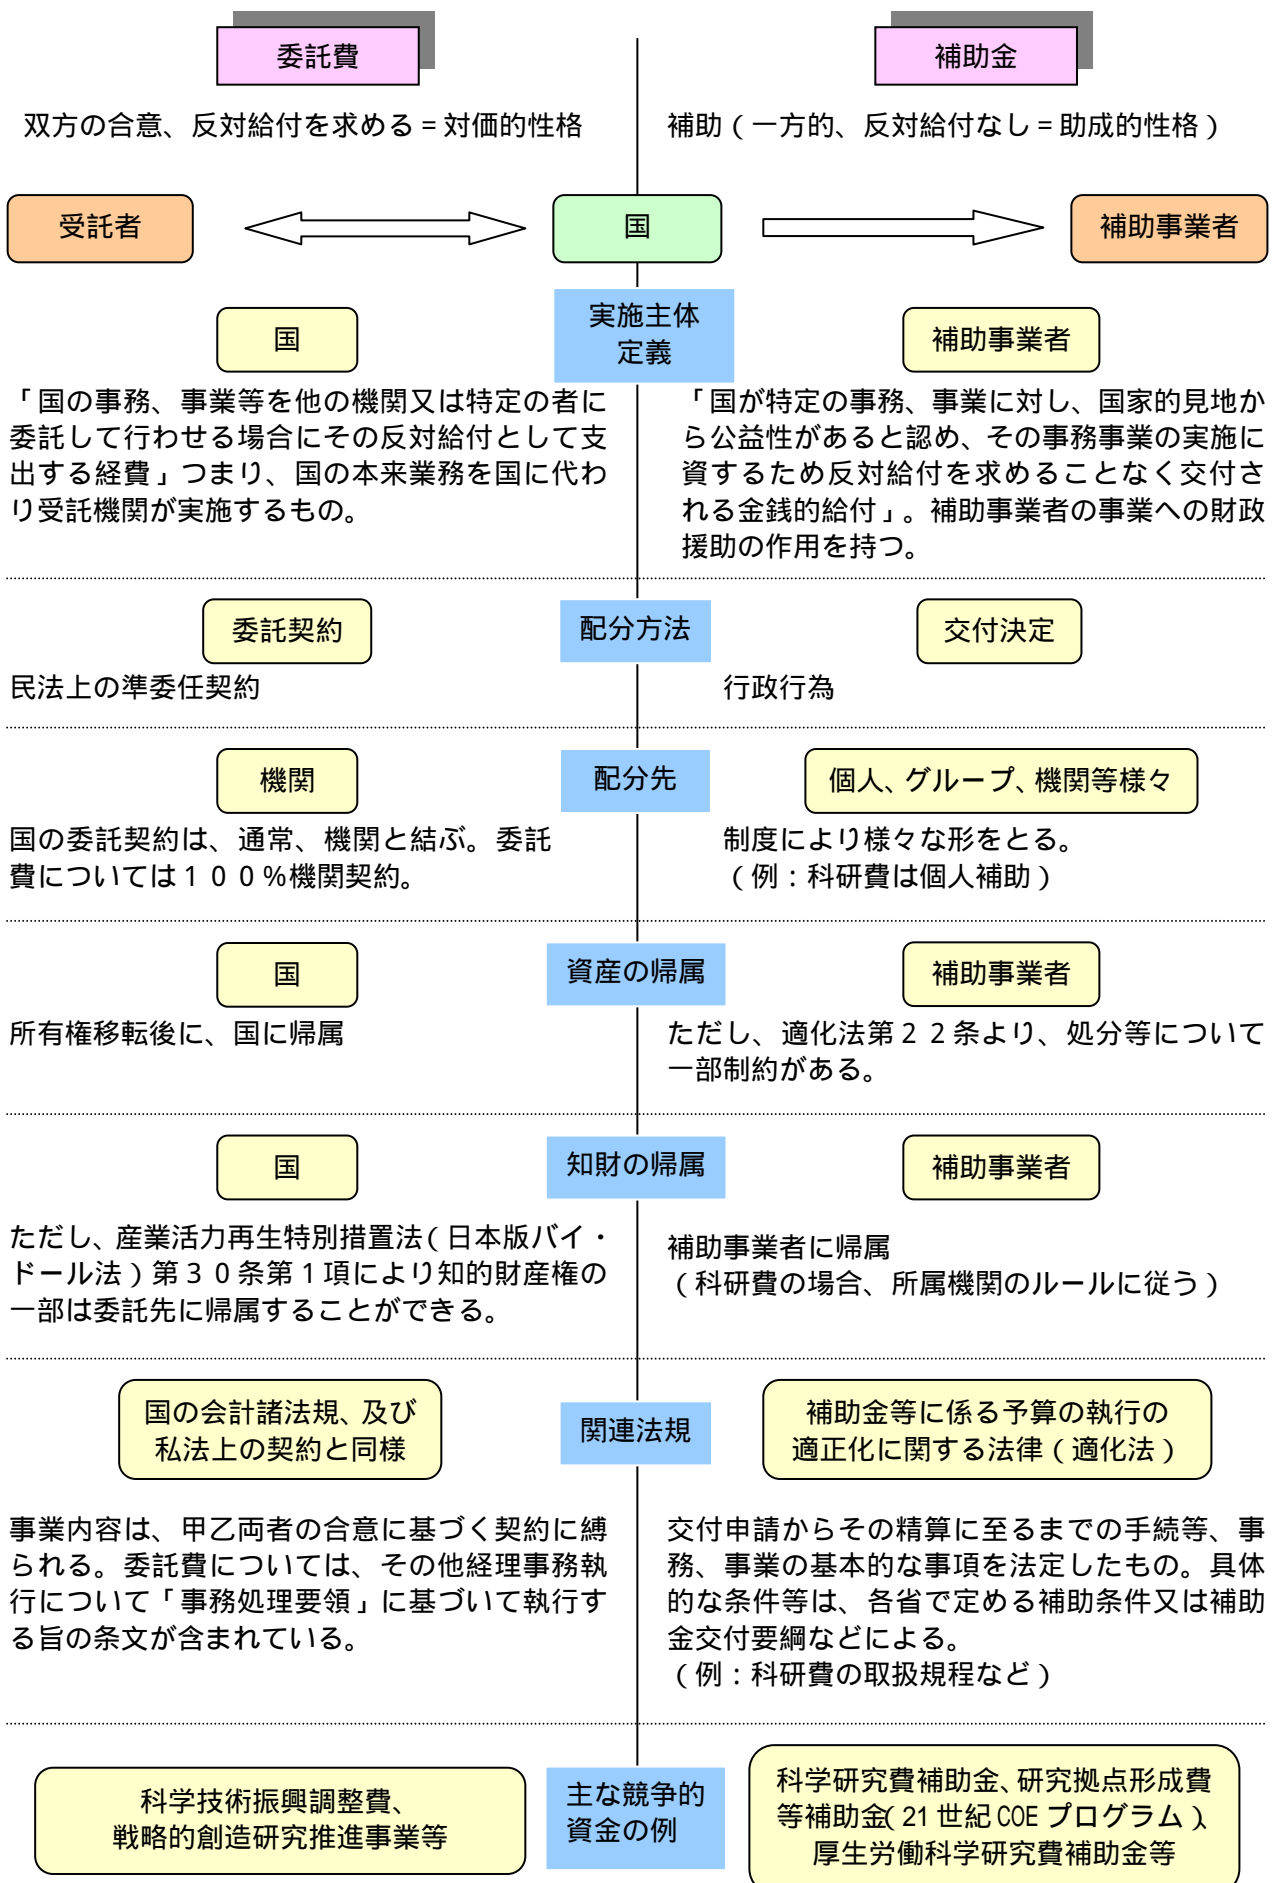 委託費
補助金
双方の合意、反対給付を求める＝対価的性格
補助（一方的、反対給付なし＝助成的性格）
受託者
国
補助事業者
実施主体
定義
国
補助事業者
「国の事務、事業等を他の機関又は特定の者に
委託して行わせる場合にその反対給付として支
出する経費」つまり、国の本来業務を国に代わ
り受託機関が実施するもの。
「国が特定の事務、事業に対し、国家的見地か
ら公益性があると認め、その事務事業の実施に
資するため反対給付を求めることなく交付さ
れる金銭的給付」。補助事業者の事業への財政
援助の作用を持つ。
委託契約
配分方法
交付決定
民法上の準委任契約
行政行為
機関
配分先
個人、グループ、機関等様々
国の委託契約は、通常、機関と結ぶ。委託
費については１００％機関契約。
制度により様々な形をとる。
（例：科研費は個人補助）
国
資産の帰属
補助事業者
所有権移転後に、国に帰属
ただし、適化法第２２条より、処分等について
一部制約がある。
国
知財の帰属
補助事業者
ただし、産業活力再生特別措置法（日本版バイ・
ドール法）第３０条第１項により知的財産権の
一部は委託先に帰属することができる。
補助事業者に帰属
（科研費の場合、所属機関のルールに従う）
国の会計諸法規、及び
私法上の契約と同様
関連法規
補助金等に係る予算の執行の
適正化に関する法律（適化法）
事業内容は、甲乙両者の合意に基づく契約に縛
られる。委託費については、その他経理事務執
行について「事務処理要領」に基づいて執行す
る旨の条文が含まれている。
交付申請からその精算に至るまでの手続等、事
務、事業の基本的な事項を法定したもの。具体
的な条件等は、各省で定める補助条件又は補助
金交付要綱などによる。
（例：科研費の取扱規程など）
科学技術振興調整費、
戦略的創造研究推進事業等
主な競争的
資金の例
科学研究費補助金、研究拠点形成費
等補助金（21世紀COEプログラム）、
厚生労働科学研究費補助金等